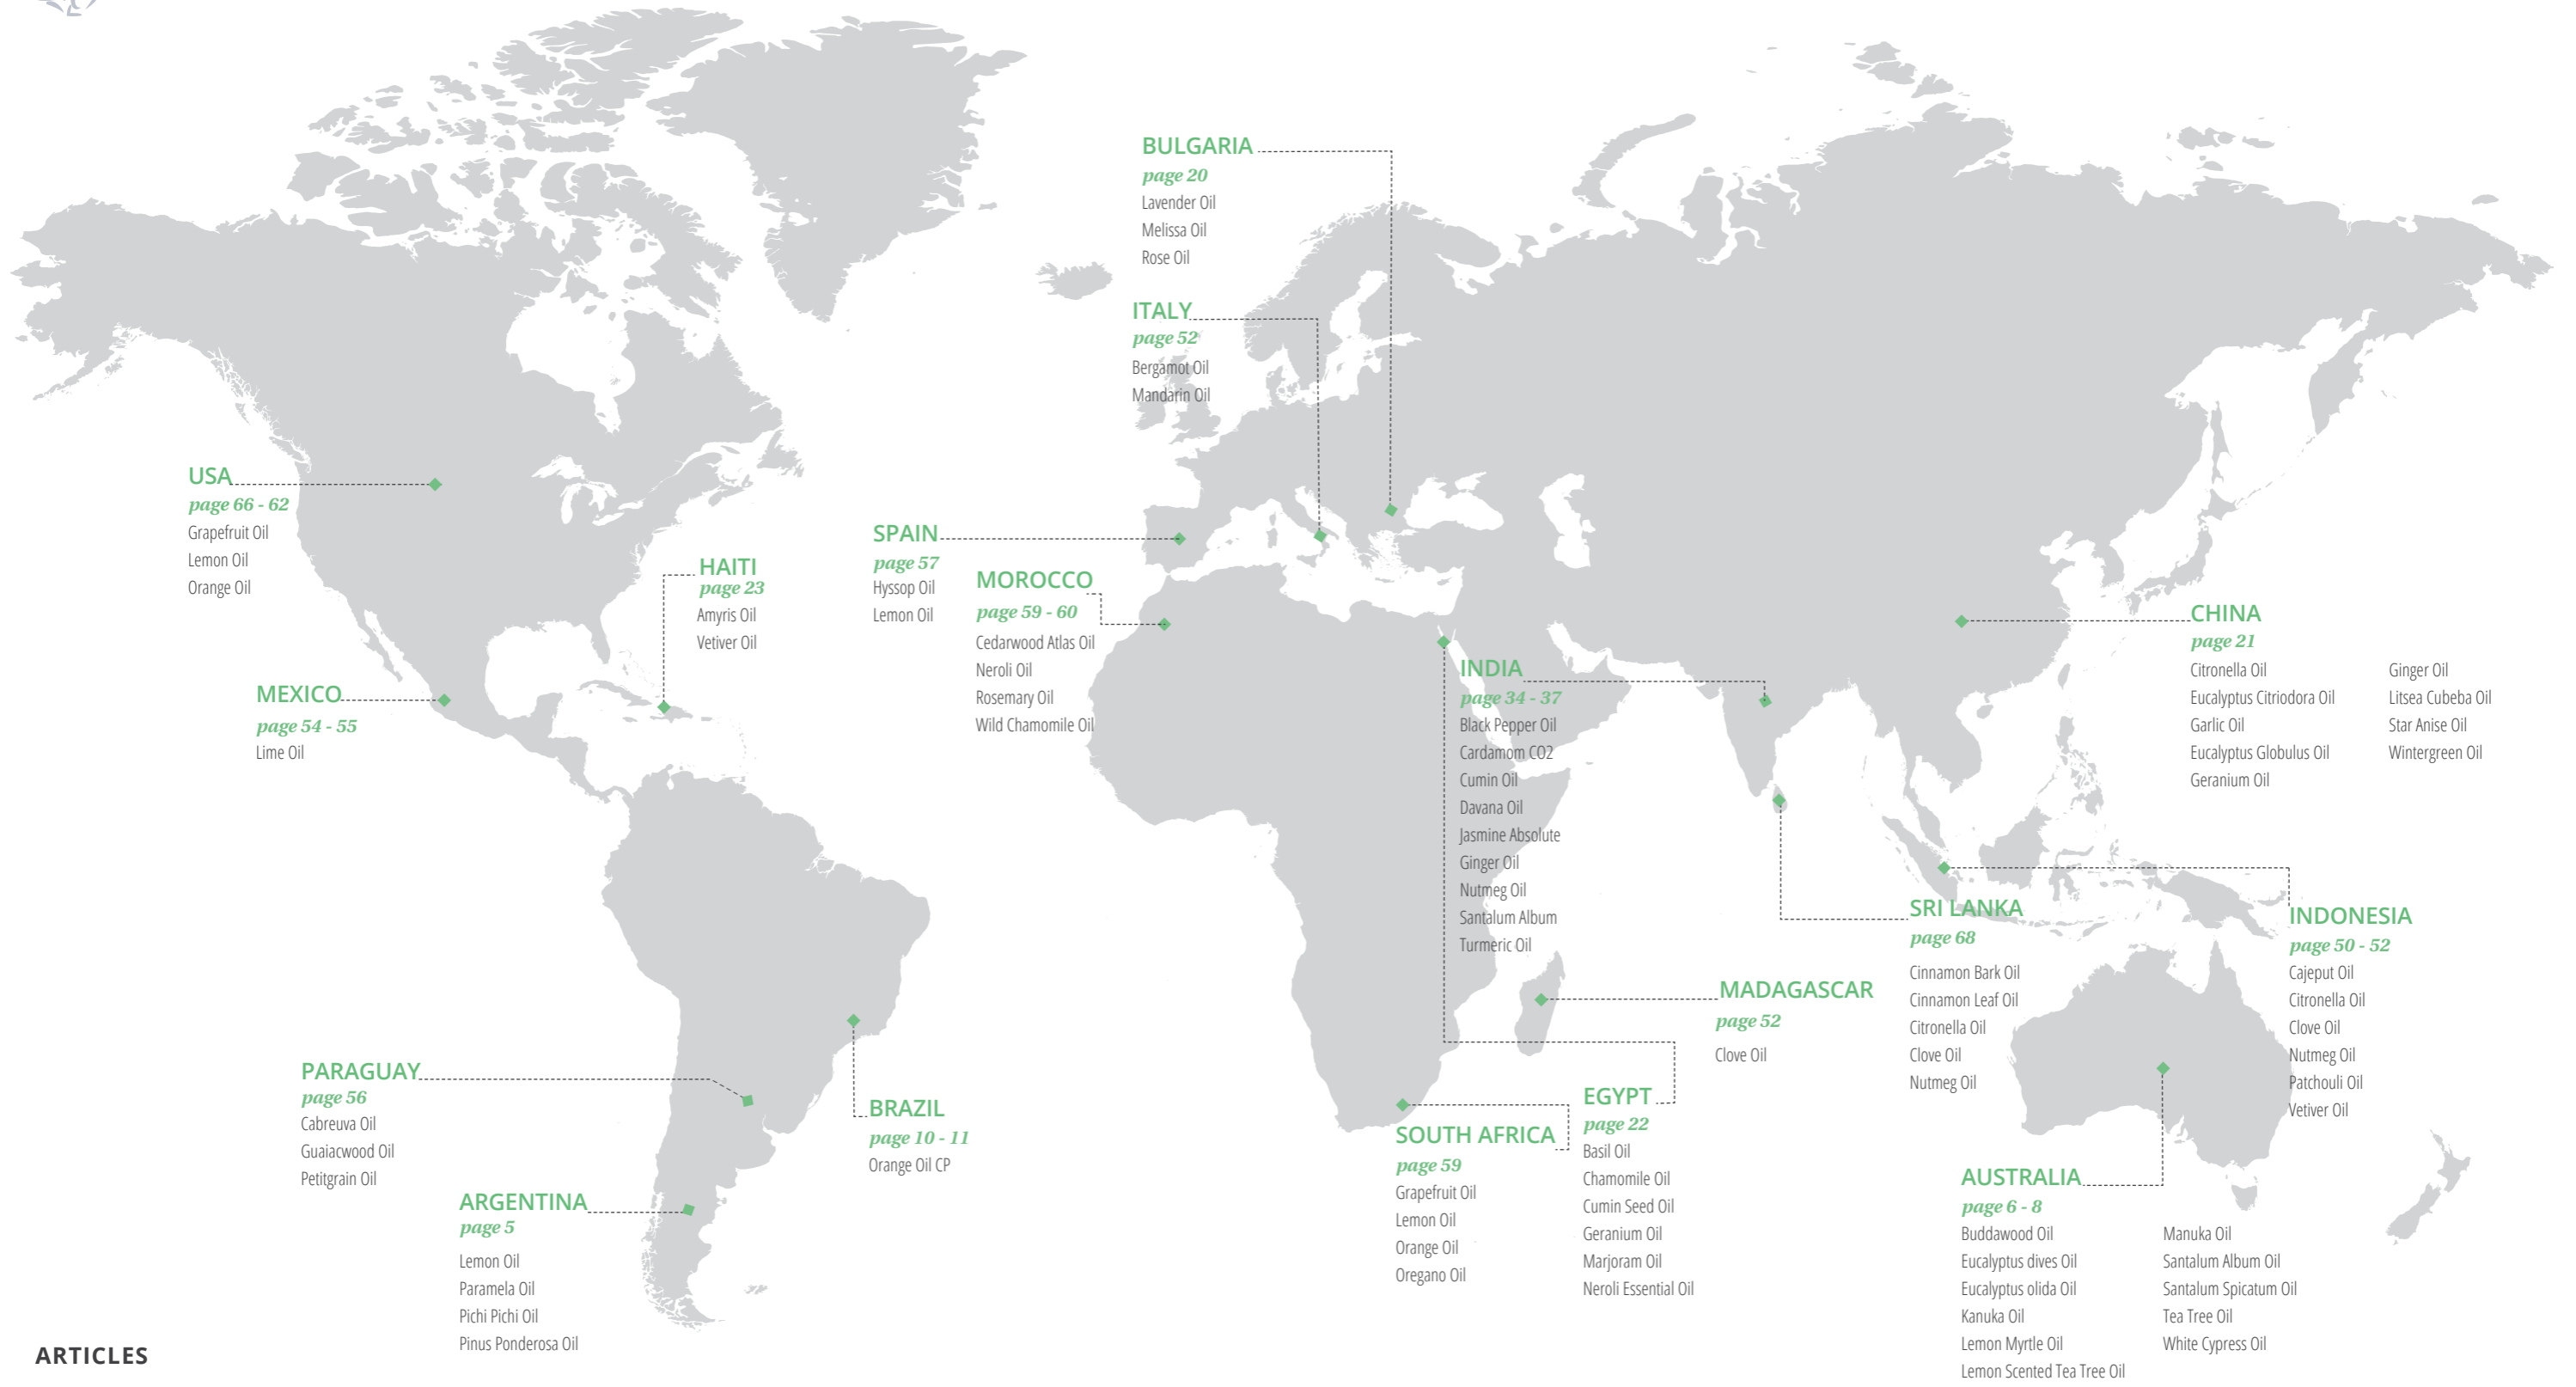 BULGARIA
page 20
Lavender Oil
Melissa Oil
Rose Oil
ITALY
page 52
Bergamot Oil
Mandarin Oil
USA
page 66 - 62
Grapefruit Oil
Lemon Oil
Orange Oil
HAITI
page 23
Amyris Oil
Vetiver Oil
SPAIN
page 57
Hyssop Oil
Lemon Oil
MOROCCO
page 59 - 60
Cedarwood Atlas Oil
Neroli Oil
Rosemary Oil
Wild Chamomile Oil
MEXICO
page 54 - 55
Lime Oil
INDIA
page 34 - 37
Black Pepper Oil
Cardamom CO2
Cumin Oil
Davana Oil
Jasmine Absolute
Ginger Oil
Nutmeg Oil
Santalum Album
Turmeric Oil
CHINA
page 21
Citronella Oil
Eucalyptus Citriodora Oil
Garlic Oil
Eucalyptus Globulus Oil
Geranium Oil
Ginger Oil
Litsea Cubeba Oil
Star Anise Oil
Wintergreen Oil
SRI LANKA
page 68
Cinnamon Bark Oil
Cinnamon Leaf Oil
Citronella Oil
Clove Oil
Nutmeg Oil
INDONESIA
page 50 - 52
Cajeput Oil
Citronella Oil
Clove Oil
Nutmeg Oil
Patchouli Oil
Vetiver Oil
MADAGASCAR
page 52
Clove Oil
PARAGUAY
page 56
Cabreuva Oil
Guaiacwood Oil
Petitgrain Oil
BRAZIL
page 10 - 11
Orange Oil CP
ARGENTINA
page 5
Lemon Oil
Paramela Oil
Pichi Pichi Oil
Pinus Ponderosa Oil
SOUTH AFRICA
page 59
Grapefruit Oil
Lemon Oil
Orange Oil
Oregano Oil
EGYPT
page 22
Basil Oil
Chamomile Oil
Cumin Seed Oil
Geranium Oil
Marjoram Oil
Neroli Essential Oil
AUSTRALIA
page 6 - 8
Buddawood Oil
Eucalyptus dives Oil
Eucalyptus olida Oil
Kanuka Oil
Lemon Myrtle Oil
Lemon Scented Tea Tree Oil
Manuka Oil
Santalum Album Oil
Santalum Spicatum Oil
Tea Tree Oil
White Cypress Oil
ARTICLES